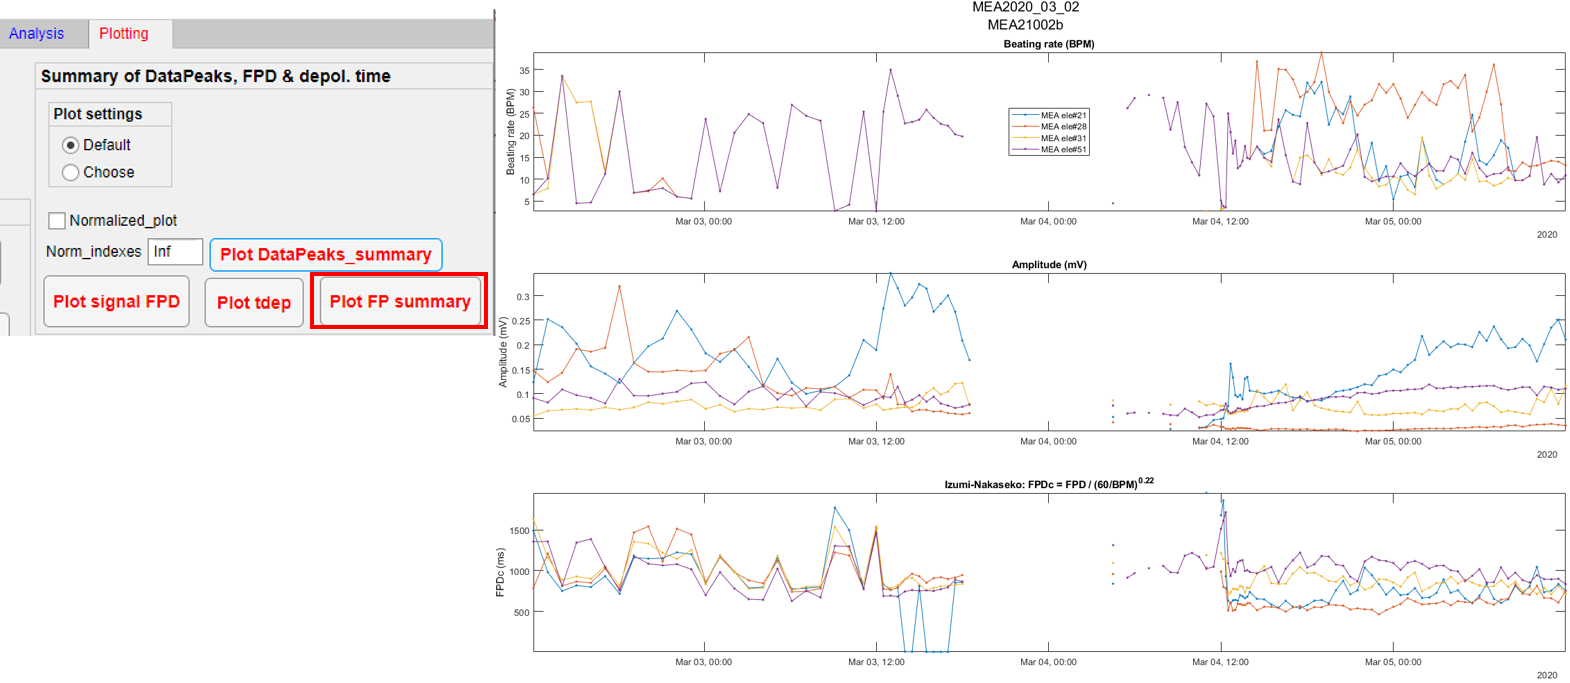 Analysis
Plotting
Summary of DataPeaks, FPD & depol. time
Plot settings
Default
Choose
Normalized_plot
Norm_indexes Inf Plot DataPeaks_summary
Plot signal FPD Plot tdep Plot FP summary
MEA2020_03_02
MEA21002b
Beating rate (BPM)
Beating rate (BPM)
35
30
25
20
15
10
5
MEA ele#21
MEA ele#28
MEA ele#31
MEA ele#51
Mar 03, 00:00 Mar 03, 12:00 Mar 04, 00:00 Mar 04, 12:00 Mar 05, 00:00
2020
Amplitude (mV)
Amplitude (mV)
0.3
0.25
0.2
0.15
0.1
0.05
Mar 03, 00:00 Mar 03, 12:00 Mar 04, 00:00 Mar 04, 12:00 Mar 05, 00:00
2020
Izumi-Nakaseko: FPDc = FPD / (60/BPM)^0.22
FPDc (ms)
1500
1000
500
Mar 03, 00:00 Mar 03, 12:00 Mar 04, 00:00 Mar 04, 12:00 Mar 05, 00:00
2020